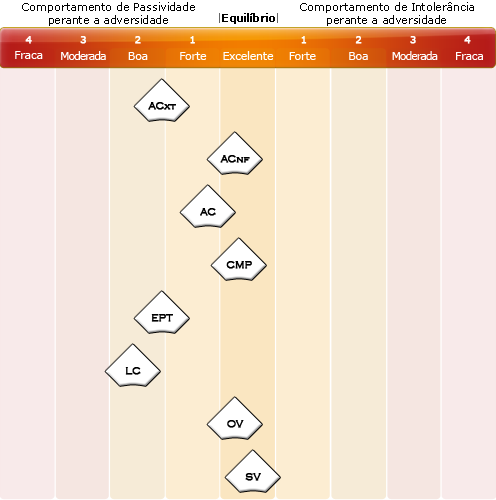 Comportamento de Passividade
perante a adversidade
|Equilíbrio|
Comportamento de Intolerância
perante a adversidade
4 3 2 1 1 2 3 4
Fraca Moderada Boa Forte Excelente Forte Boa Moderada Fraca
ACXT
ACNF
AC
CMP
EPT
LC
OV
SV